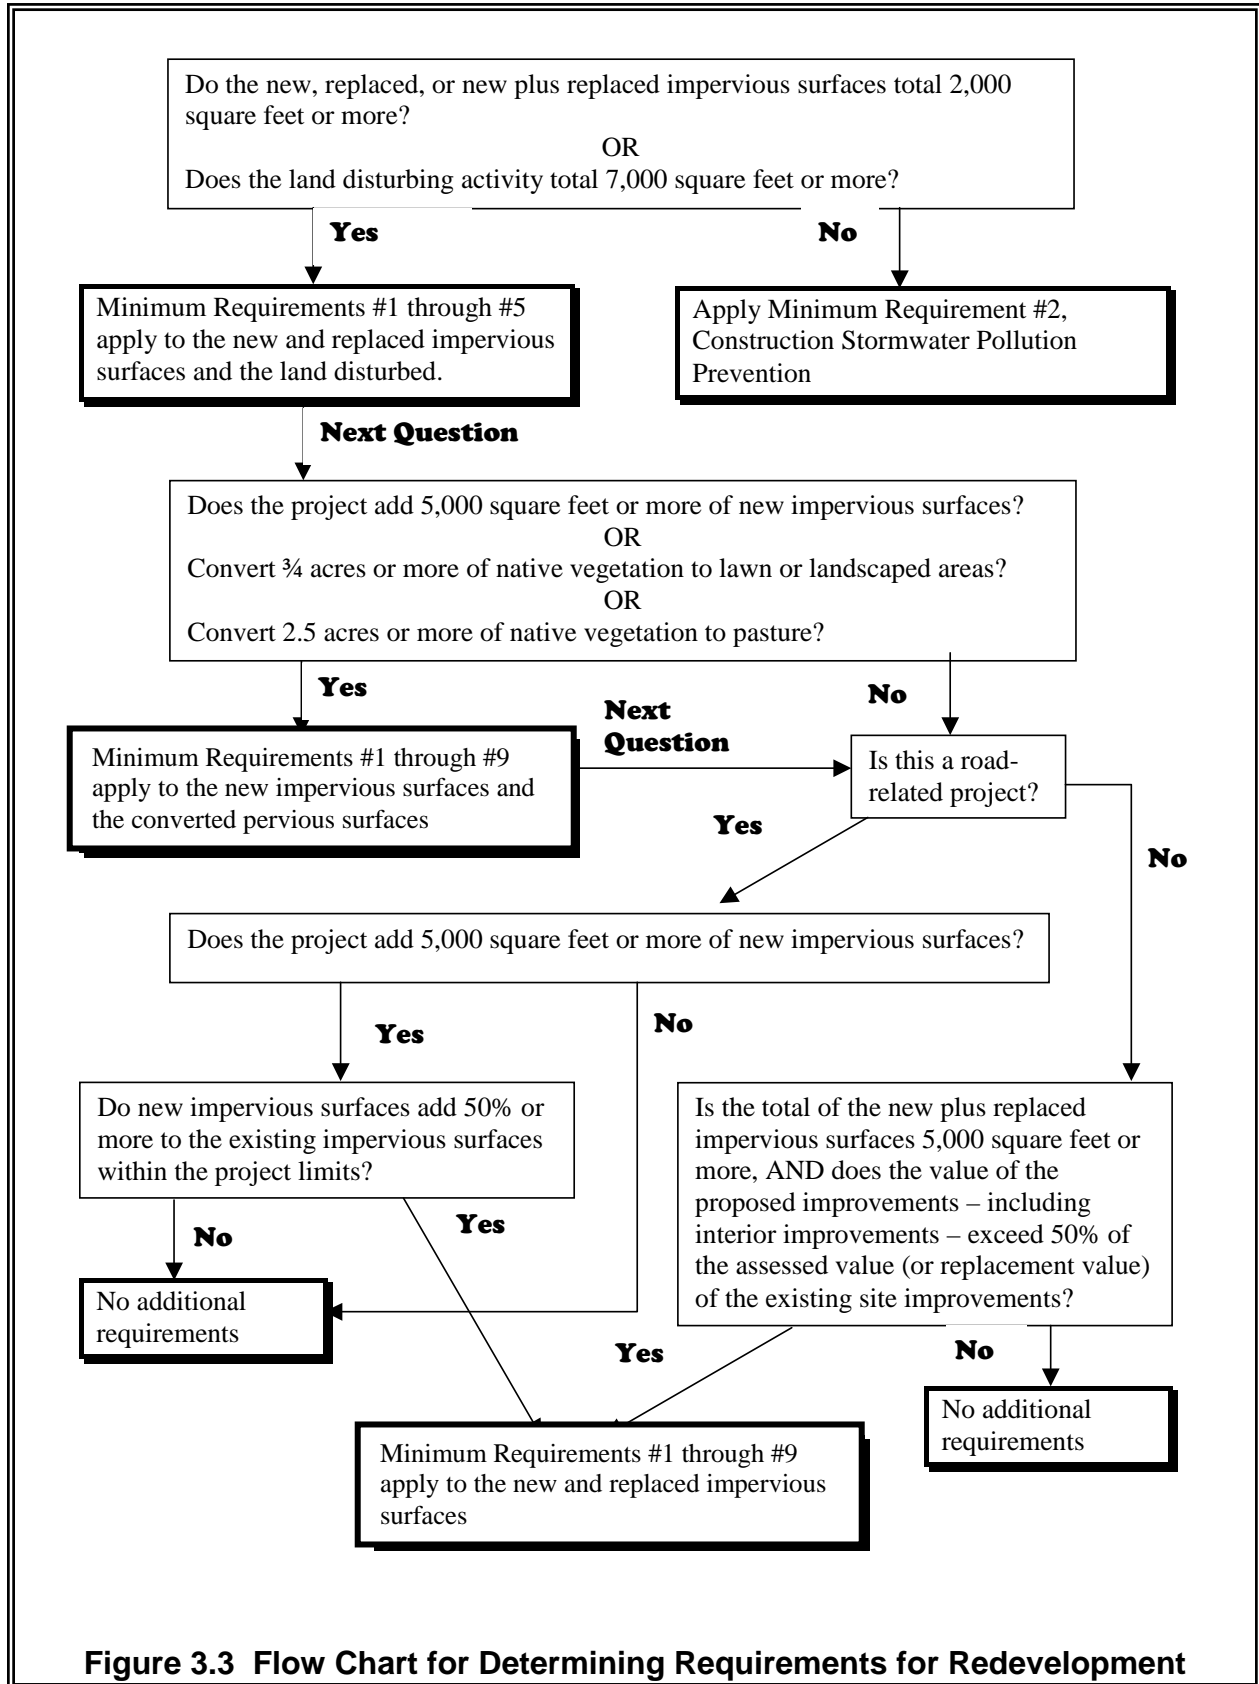 Do the new, replaced, or new plus replaced impervious surfaces total 2,000
square feet or more?
OR
Does the land disturbing activity total 7,000 square feet or more?
Yes
No
Minimum Requirements #1 through #5
apply to the new and replaced impervious
surfaces and the land disturbed.
Apply Minimum Requirement #2,
Construction Stormwater Pollution
Prevention
Next Question
Does the project add 5,000 square feet or more of new impervious surfaces?
OR
Convert ¾ acres or more of native vegetation to lawn or landscaped areas?
OR
Convert 2.5 acres or more of native vegetation to pasture?
Yes
No
Next
Question
Minimum Requirements #1 through #9
apply to the new impervious surfaces and
the converted pervious surfaces
Is this a road-
related project?
Yes
No
Does the project add 5,000 square feet or more of new impervious surfaces?
Yes
No
Do new impervious surfaces add 50% or
more to the existing impervious surfaces
within the project limits?
Is the total of the new plus replaced
impervious surfaces 5,000 square feet or
more, AND does the value of the
proposed improvements – including
interior improvements – exceed 50% of
the assessed value (or replacement value)
of the existing site improvements?
No
Yes
No additional
requirements
Yes
No
No additional
requirements
Minimum Requirements #1 through #9
apply to the new and replaced impervious
surfaces
Figure 3.3 Flow Chart for Determining Requirements for Redevelopment